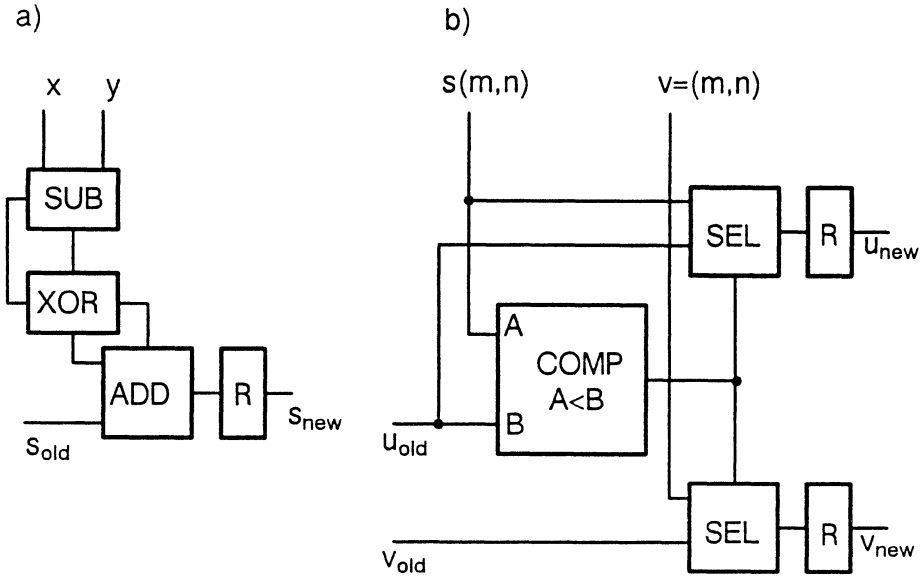 a)
x y
SUB
XOR
ADD
R
s_old
s_new
b)
s(m,n) v=(m,n)
SEL
R
u_new
A
COMP
A<B
B
u_old
SEL
R
v_new
v_old